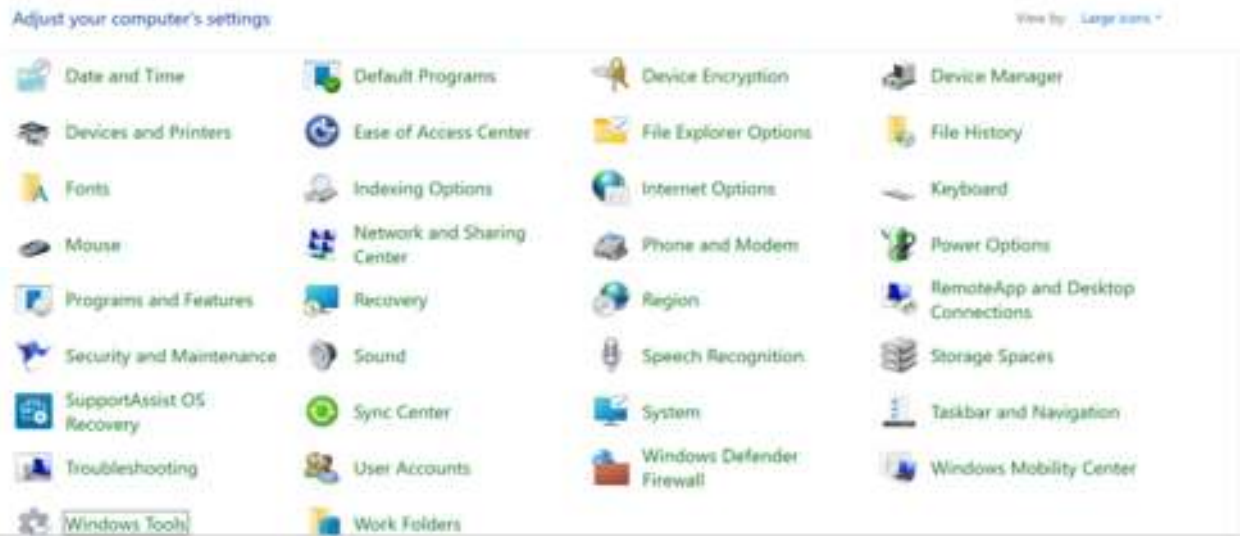 Adjust your computer's settings
View by: Large icons
Date and Time
Default Programs
Device Encryption
Device Manager
Devices and Printers
Ease of Access Center
File Explorer Options
File History
Fonts
Indexing Options
Internet Options
Keyboard
Mouse
Network and Sharing
Center
Phone and Modem
Power Options
Programs and Features
Recovery
Region
RemoteApp and Desktop
Connections
Security and Maintenance
Sound
Speech Recognition
Storage Spaces
SupportAssist OS
Recovery
Sync Center
System
Taskbar and Navigation
Troubleshooting
User Accounts
Windows Defender
Firewall
Windows Mobility Center
Windows Tools
Work Folders